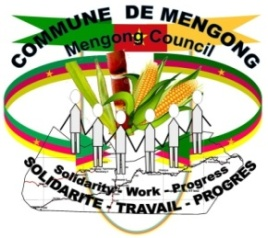 COMMUNE DE MENGONG
Mengong Council
Solidarity - Work - Progress
SOLIDARITE - TRAVAIL - PROGRES